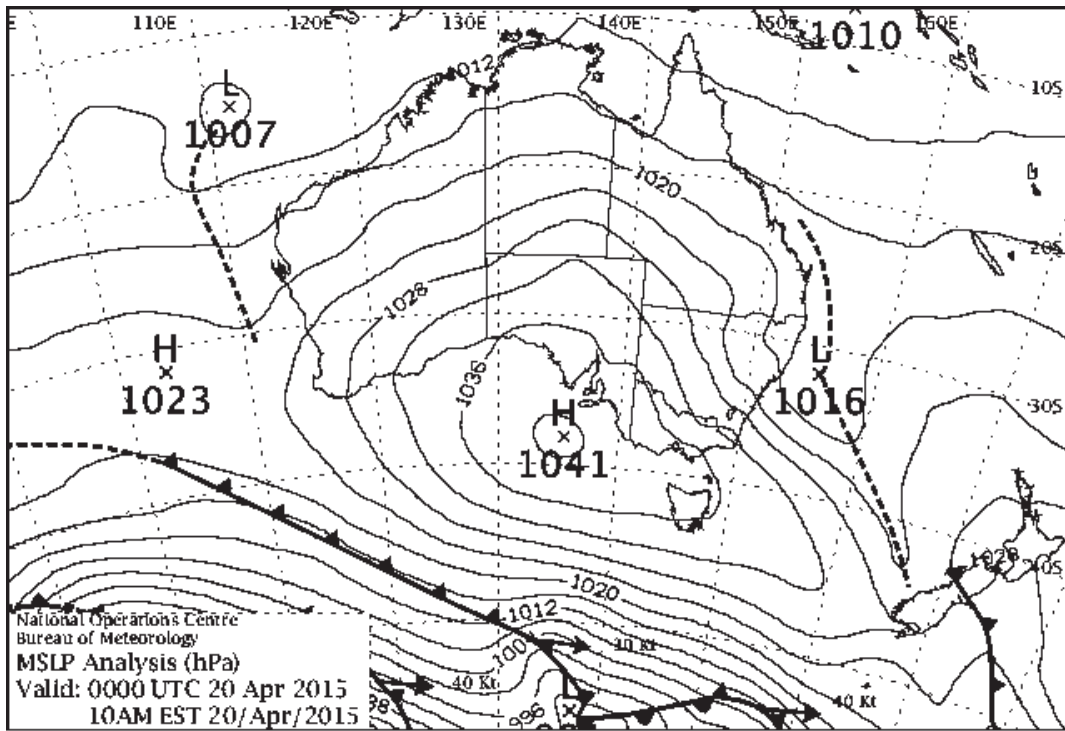 110E 120E 130E 140E 150E 160E
1010
1012
L
1007
10S
1020
20S
1028
H
1023
L
1016
1036
H
1041
30S
1028
40S
1020
1012
40 Kt
40 Kt
L
996
40 Kt
National Operations Centre
Bureau of Meteorology
MSLP Analysis (hPa)
Valid: 0000 UTC 20 Apr 2015
10AM EST 20/Apr/2015